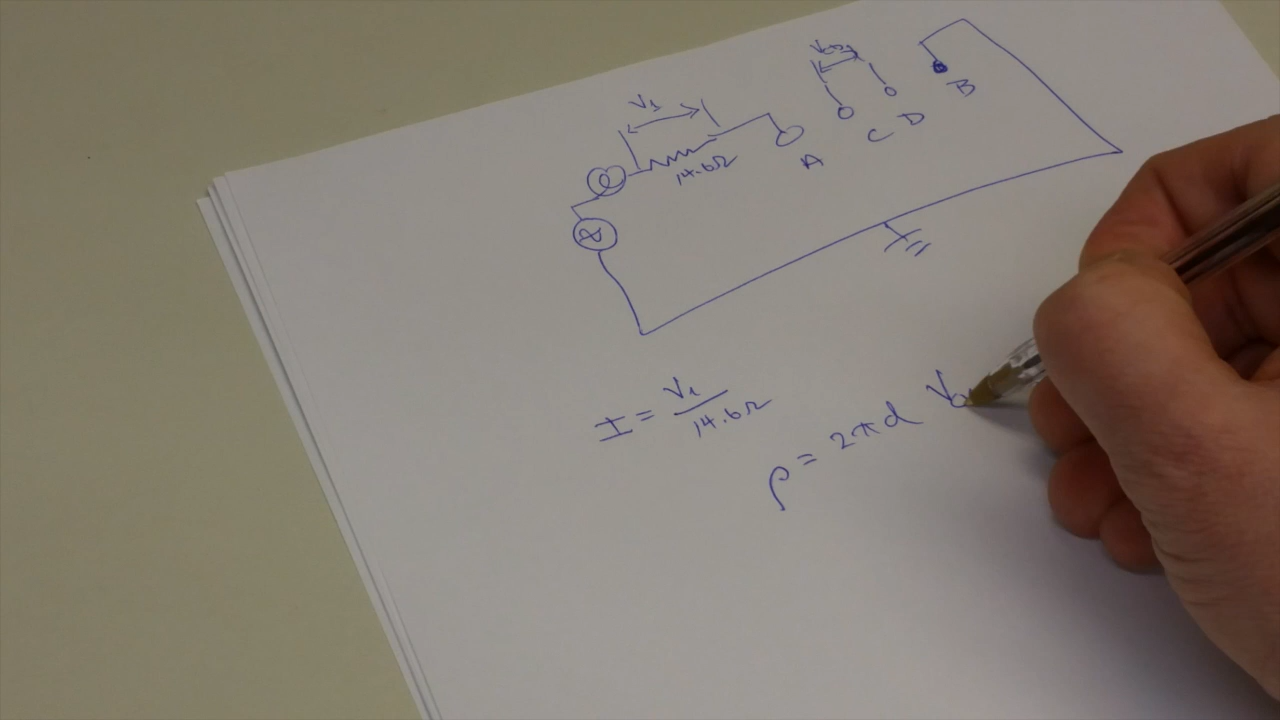 V₁
14.6Ω
A
C
D
B
I = V₁ / 14.6Ω
ρ = 2πd V